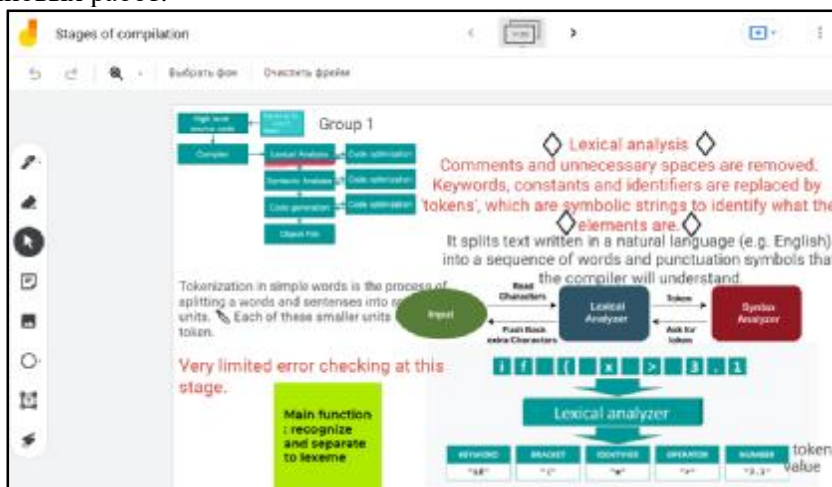 Stages of compilation
Выбрать фон
Очистить фрейм
Group 1
High level
source code
Compiler
Lexical Analysis
Code optimization
Semantic Analysis
Code optimization
Code generation
Code optimization
Object File
Lexical analysis
Comments and unnecessary spaces are removed.
Keywords, constants and identifiers are replaced by
'tokens', which are symbolic strings to identify what the
elements are.
It splits text written in a natural language (e.g. English)
into a sequence of words and punctuation symbols that
the compiler will understand.
Tokenization in simple words is the process of
splitting a words and sentenses into
units. Each of these smaller units
token.
Very limited error checking at this
stage.
Main function
: recognize
and separate
to lexeme
Input
Read
Characters
Push Back
extra Characters
Lexical
Analyzer
Token
Ask for
token
Syntax
Analyzer
i f ( x > 3 . 1
Lexical analyzer
KEYWORD BRACKET IDENTIFIER OPERATOR NUMBER
"if" "(" "x" ">" "3.1"
token
value